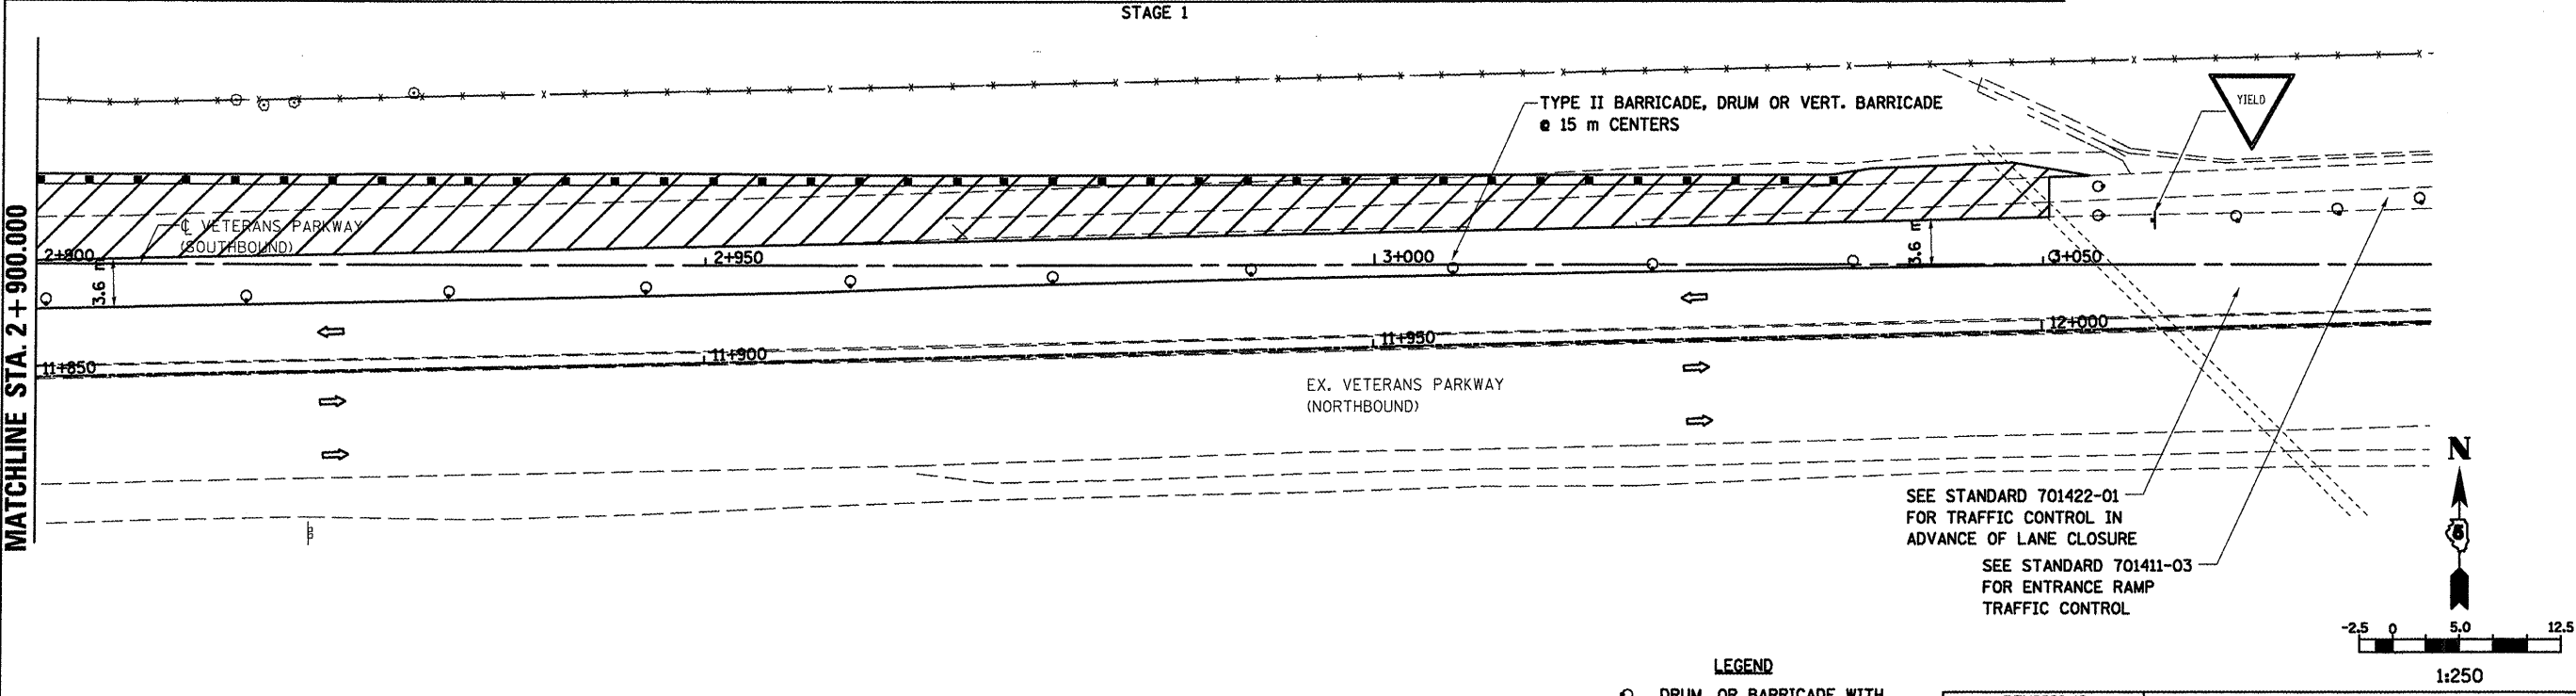 STAGE 1
TYPE II BARRICADE, DRUM OR VERT. BARRICADE
@ 15 m CENTERS
YIELD
MATCHLINE STA. 2+900.000
℄ VETERANS PARKWAY
(SOUTHBOUND)
2+900
2+950
3+000
3+050
3.6 m
3.6 m
11+850
11+900
11+950
12+000
EX. VETERANS PARKWAY
(NORTHBOUND)
SEE STANDARD 701422-01
FOR TRAFFIC CONTROL IN
ADVANCE OF LANE CLOSURE
SEE STANDARD 701411-03
FOR ENTRANCE RAMP
TRAFFIC CONTROL
N
6
-2.5 0 5.0 12.5
1:250
LEGEND
DRUM, OR BARRICADE WITH